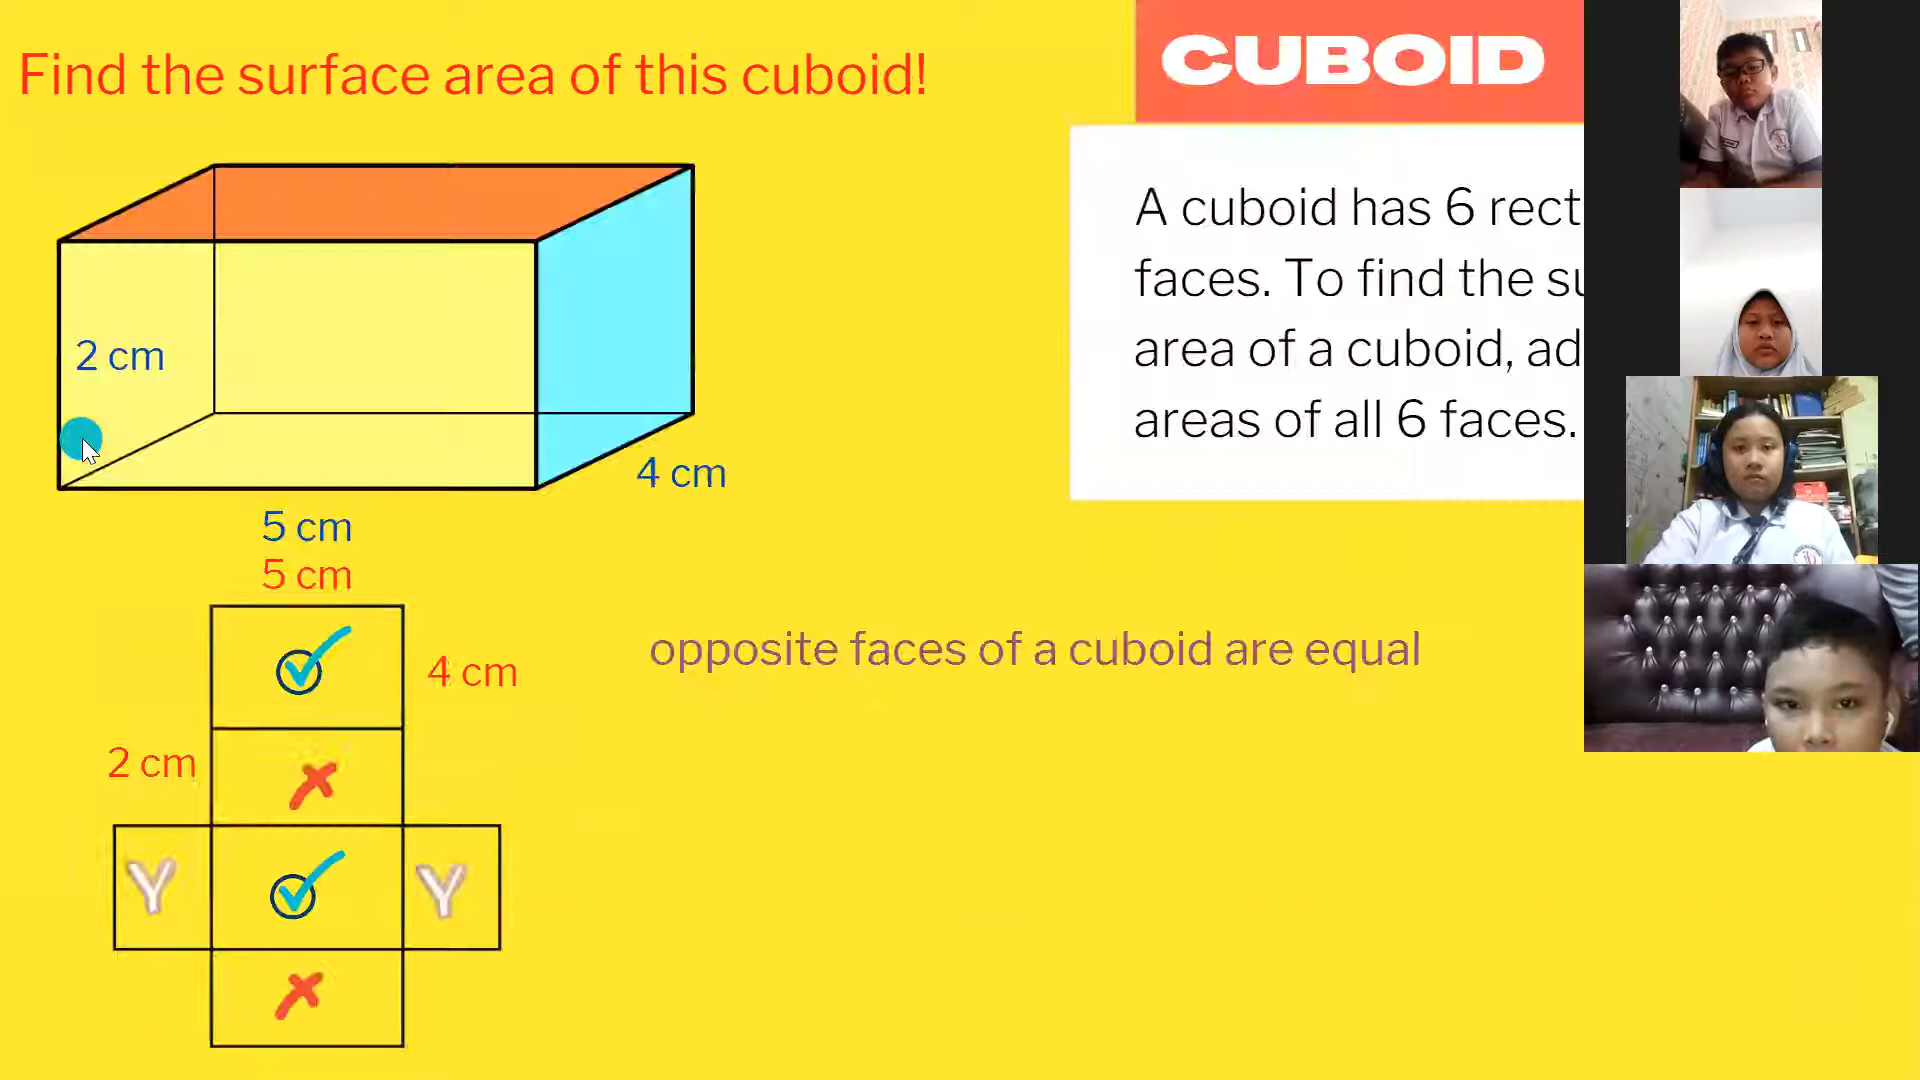 Find the surface area of this cuboid!
CUBOID
A cuboid has 6 rect
faces. To find the su
area of a cuboid, ad
areas of all 6 faces.
2 cm
4 cm
5 cm
5 cm
4 cm
opposite faces of a cuboid are equal
2 cm
Y
Y